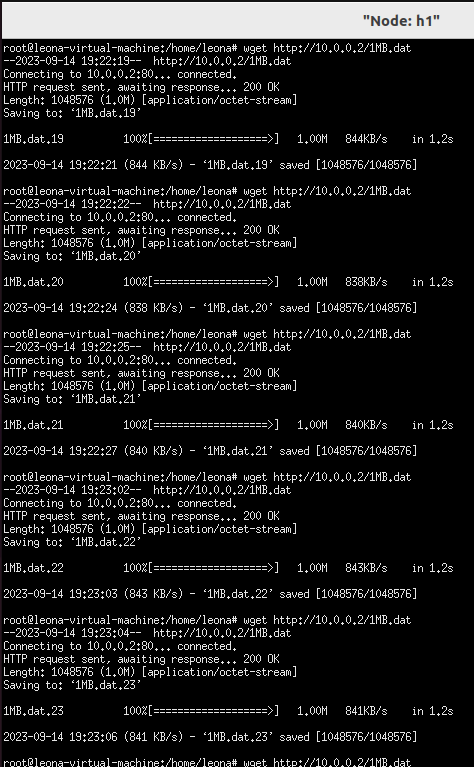 "Node: h1"
root@leona-virtual-machine:/home/leona# wget http://10.0.0.2/1MB.dat
--2023-09-14 19:22:19--  http://10.0.0.2/1MB.dat
Connecting to 10.0.0.2:80... connected.
HTTP request sent, awaiting response... 200 OK
Length: 1048576 (1.0M) [application/octet-stream]
Saving to: ‘1MB.dat.19’
1MB.dat.19          100%[===================>]   1.00M   844KB/s    in 1.2s
2023-09-14 19:22:21 (844 KB/s) - ‘1MB.dat.19’ saved [1048576/1048576]
root@leona-virtual-machine:/home/leona# wget http://10.0.0.2/1MB.dat
--2023-09-14 19:22:22--  http://10.0.0.2/1MB.dat
Connecting to 10.0.0.2:80... connected.
HTTP request sent, awaiting response... 200 OK
Length: 1048576 (1.0M) [application/octet-stream]
Saving to: ‘1MB.dat.20’
1MB.dat.20          100%[===================>]   1.00M   838KB/s    in 1.2s
2023-09-14 19:22:24 (838 KB/s) - ‘1MB.dat.20’ saved [1048576/1048576]
root@leona-virtual-machine:/home/leona# wget http://10.0.0.2/1MB.dat
--2023-09-14 19:22:25--  http://10.0.0.2/1MB.dat
Connecting to 10.0.0.2:80... connected.
HTTP request sent, awaiting response... 200 OK
Length: 1048576 (1.0M) [application/octet-stream]
Saving to: ‘1MB.dat.21’
1MB.dat.21          100%[===================>]   1.00M   840KB/s    in 1.2s
2023-09-14 19:22:27 (840 KB/s) - ‘1MB.dat.21’ saved [1048576/1048576]
root@leona-virtual-machine:/home/leona# wget http://10.0.0.2/1MB.dat
--2023-09-14 19:23:02--  http://10.0.0.2/1MB.dat
Connecting to 10.0.0.2:80... connected.
HTTP request sent, awaiting response... 200 OK
Length: 1048576 (1.0M) [application/octet-stream]
Saving to: ‘1MB.dat.22’
1MB.dat.22          100%[===================>]   1.00M   843KB/s    in 1.2s
2023-09-14 19:23:03 (843 KB/s) - ‘1MB.dat.22’ saved [1048576/1048576]
root@leona-virtual-machine:/home/leona# wget http://10.0.0.2/1MB.dat
--2023-09-14 19:23:04--  http://10.0.0.2/1MB.dat
Connecting to 10.0.0.2:80... connected.
HTTP request sent, awaiting response... 200 OK
Length: 1048576 (1.0M) [application/octet-stream]
Saving to: ‘1MB.dat.23’
1MB.dat.23          100%[===================>]   1.00M   841KB/s    in 1.2s
2023-09-14 19:23:06 (841 KB/s) - ‘1MB.dat.23’ saved [1048576/1048576]
root@leona-virtual-machine:/home/leona# wget http://10.0.0.2/1MB.dat